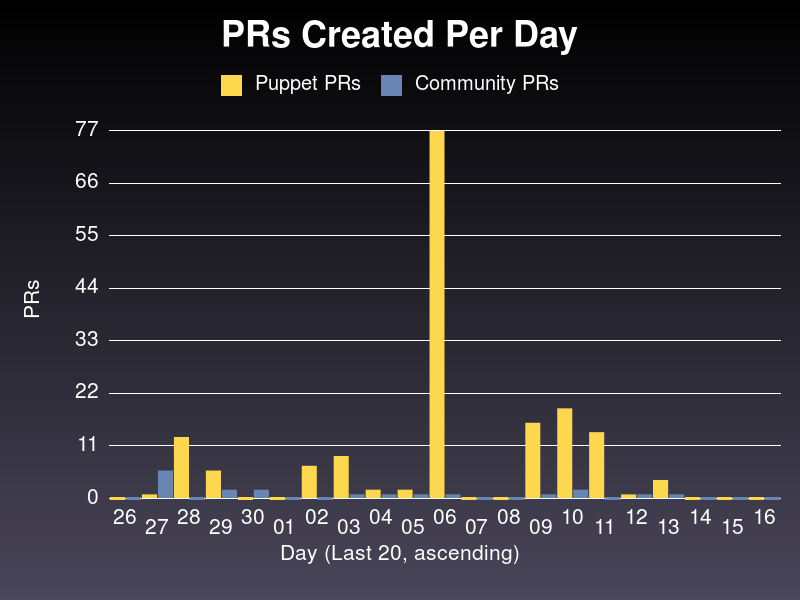 PRs Created Per Day
Puppet PRs Community PRs
77
66
55
44
33
22
11
0
PRs
26 27 28 29 30 01 02 03 04 05 06 07 08 09 10 11 12 13 14 15 16
Day (Last 20, ascending)